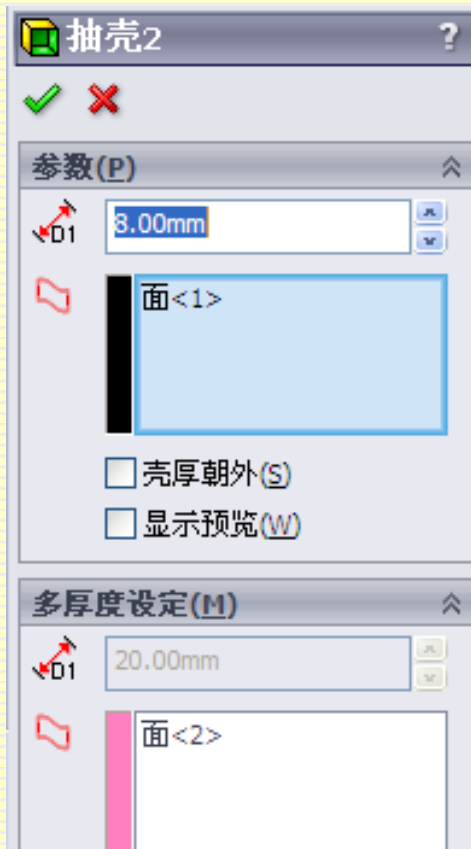 抽壳2 ?
参数(P)
D1 8.00mm
面<1>
壳厚朝外(S)
显示预览(W)
多厚度设定(M)
D1 20.00mm
面<2>